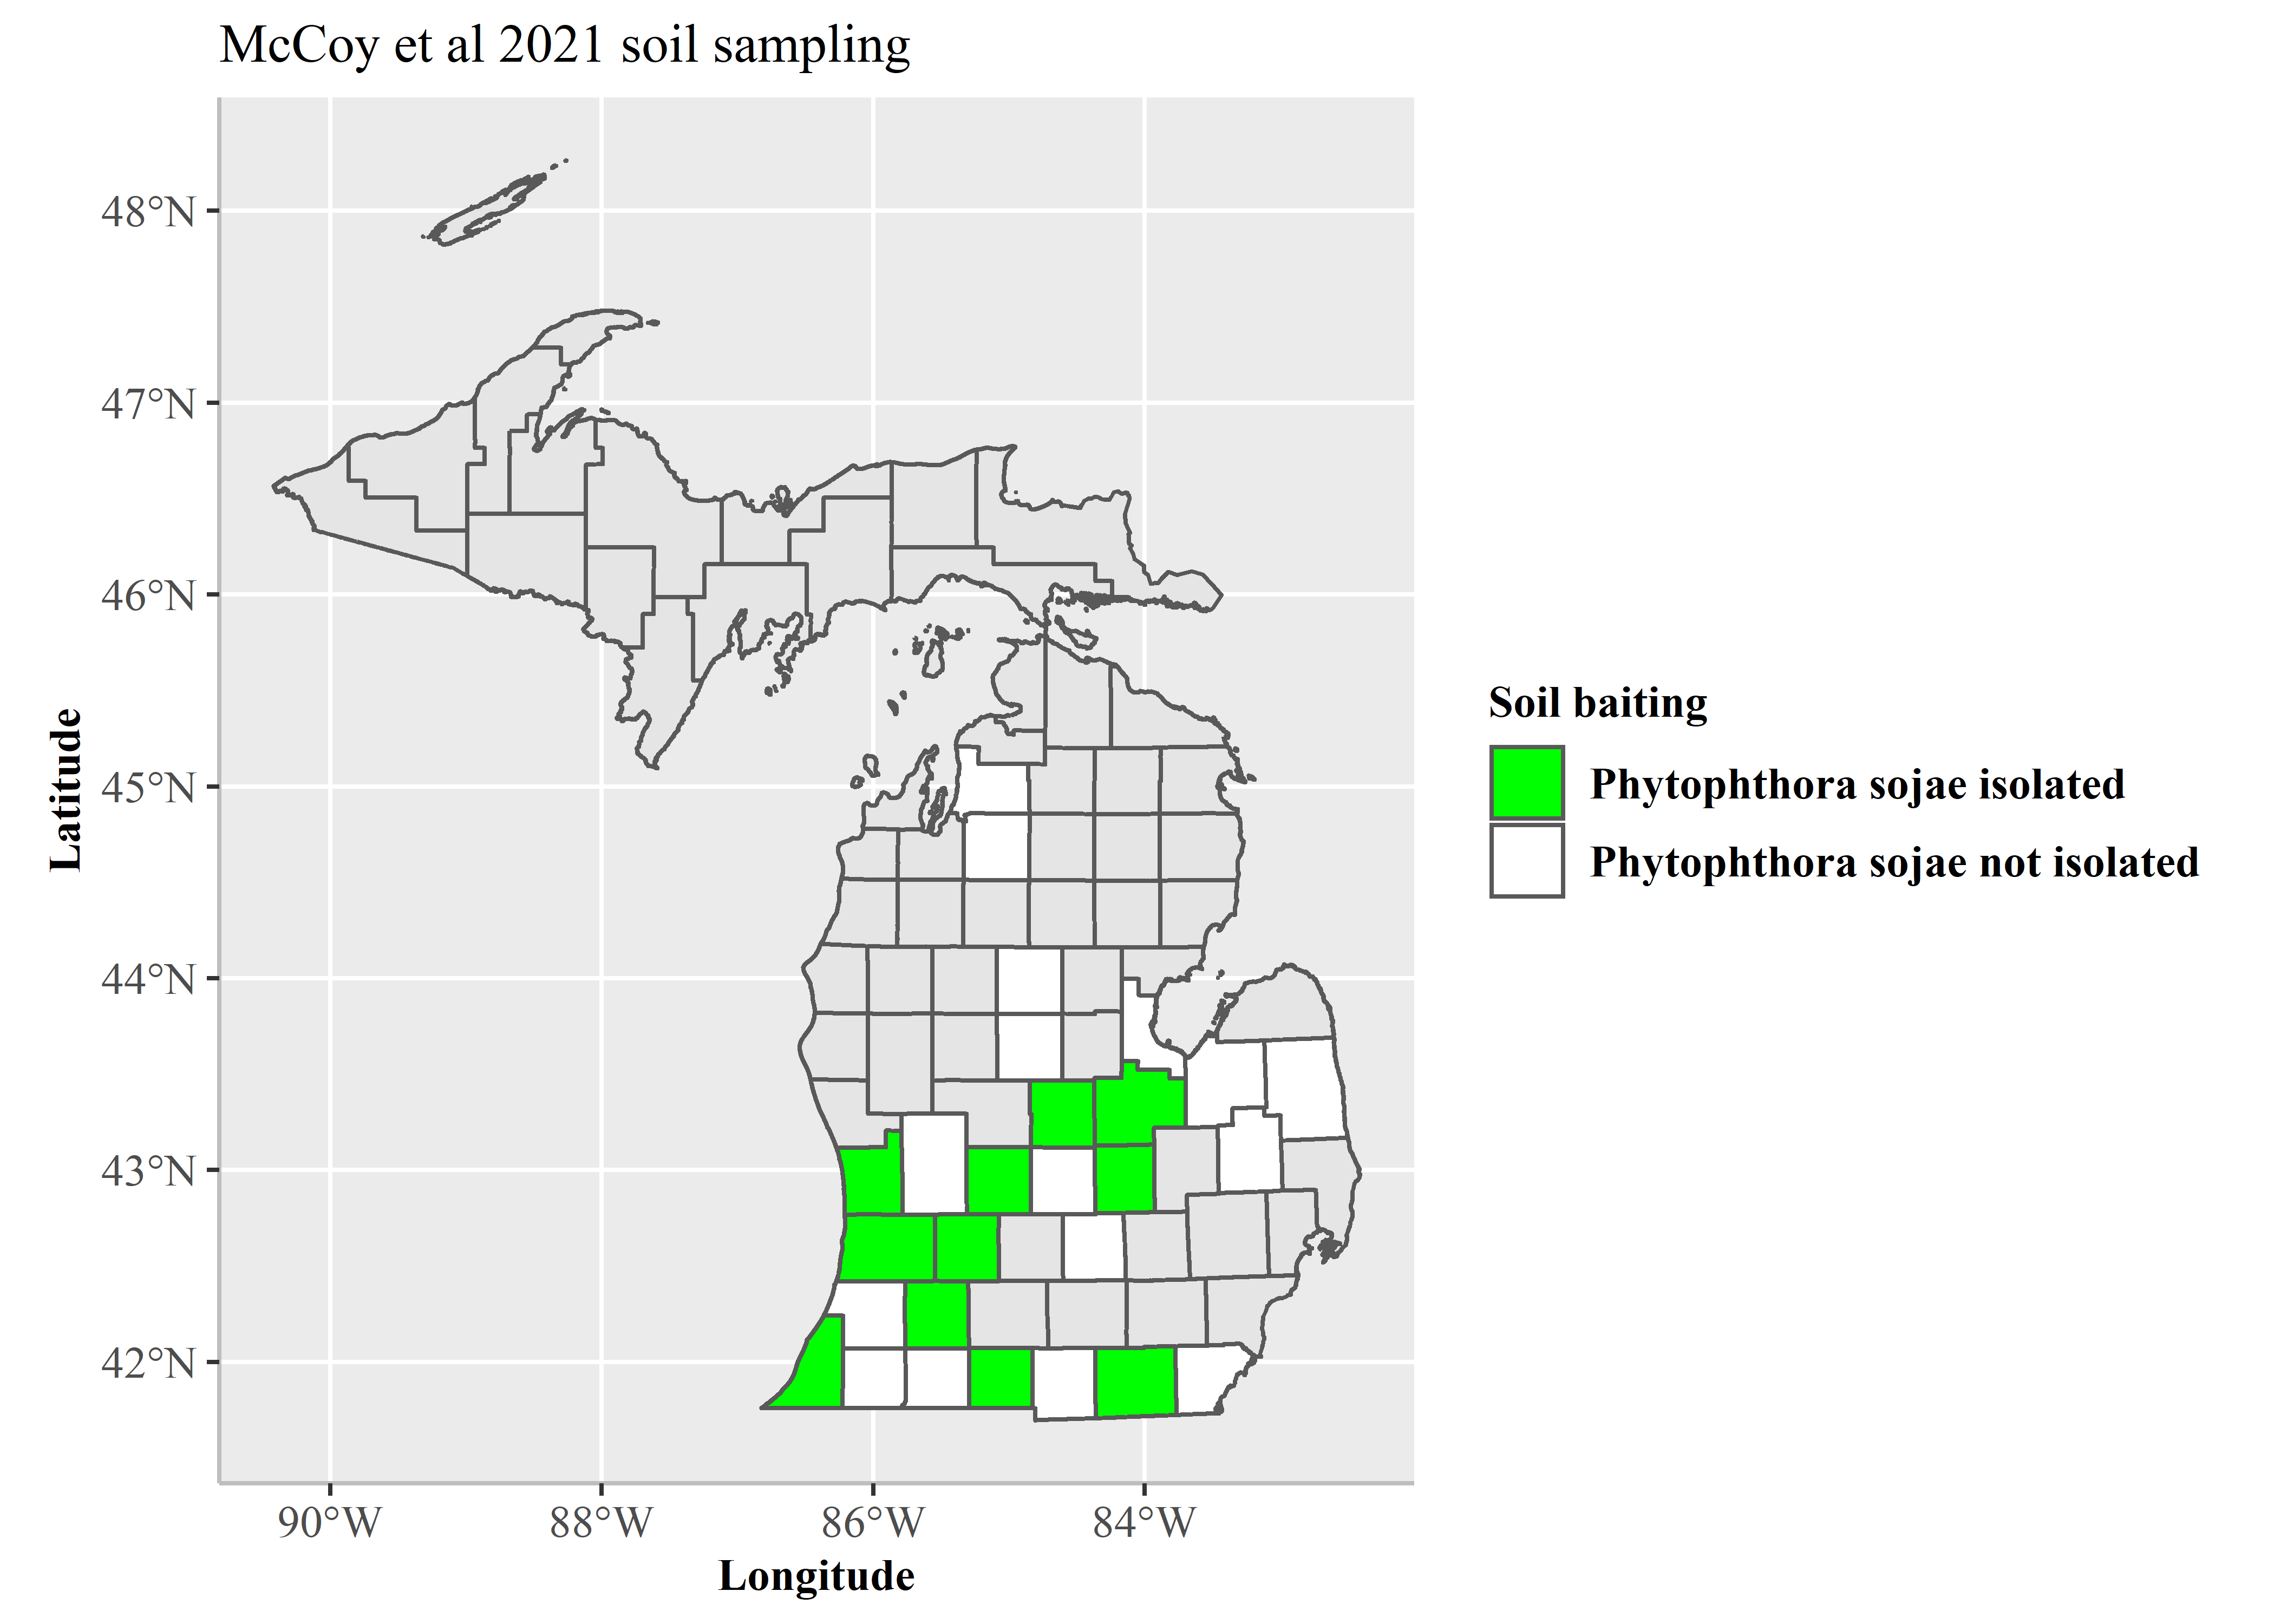 McCoy et al 2021 soil sampling
48°N
47°N
46°N
45°N
44°N
43°N
42°N
Latitude
90°W
88°W
86°W
84°W
Longitude
Soil baiting
Phytophthora sojae isolated
Phytophthora sojae not isolated